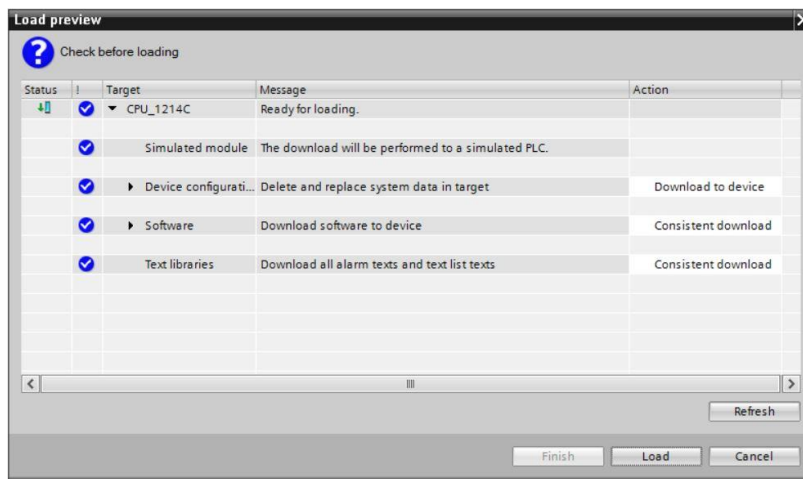 Load preview
Check before loading
Status ! Target Message Action
CPU_1214C Ready for loading.
Simulated module The download will be performed to a simulated PLC.
Device configurati... Delete and replace system data in target Download to device
Software Download software to device Consistent download
Text libraries Download all alarm texts and text list texts Consistent download
Refresh
Finish Load Cancel